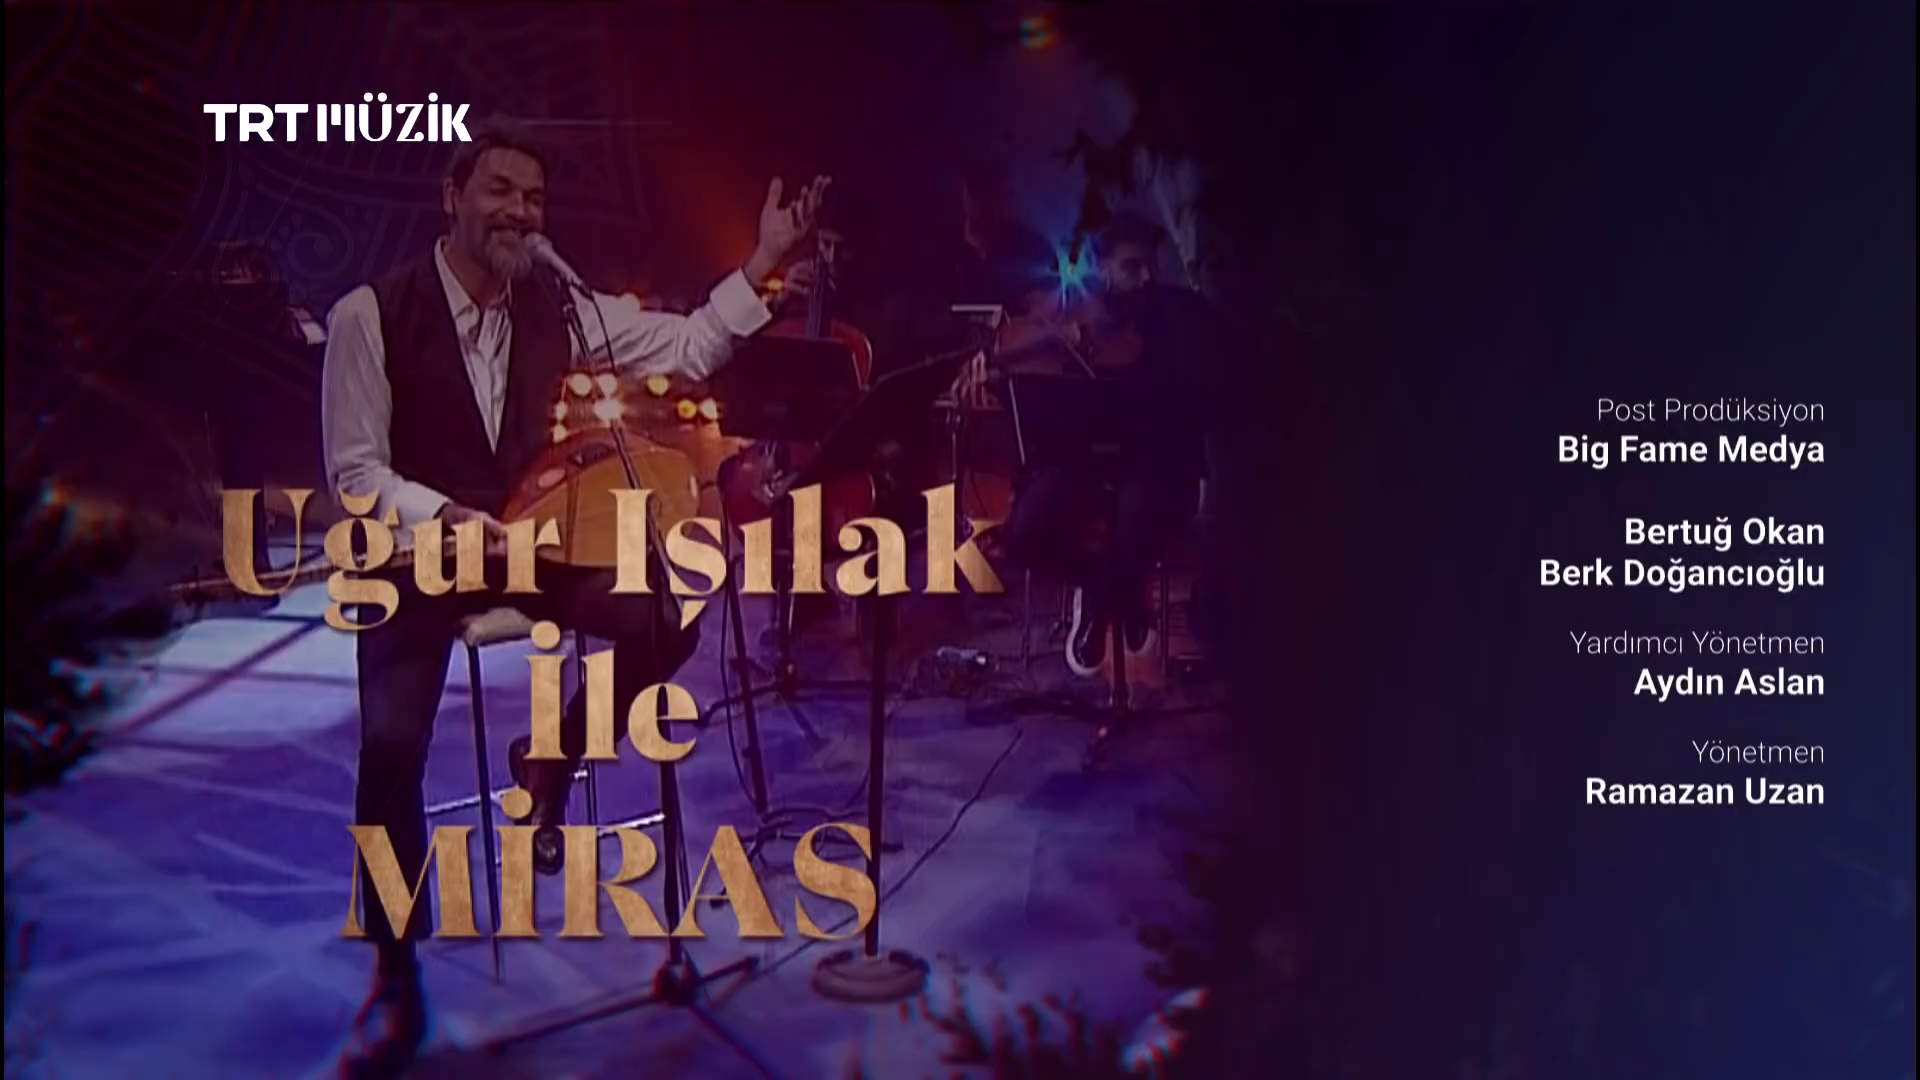 TRT MÜZİK
Uğur Işılak
İle
MİRAS
Post Prodüksiyon
Big Fame Medya
Bertuğ Okan
Berk Doğancıoğlu
Yardımcı Yönetmen
Aydın Aslan
Yönetmen
Ramazan Uzan